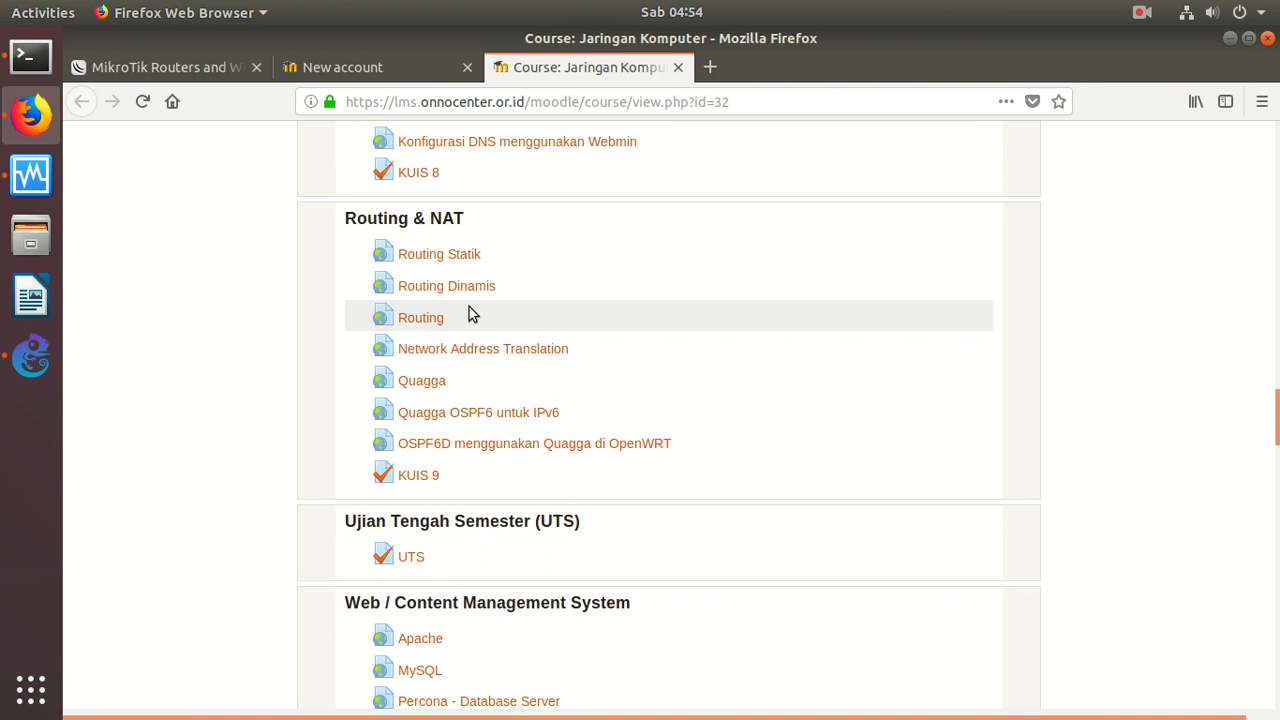 Activities
Firefox Web Browser
Sab 04:54
Course: Jaringan Komputer - Mozilla Firefox
MikroTik Routers and W
New account
Course: Jaringan Kompu
https://lms.onnocenter.or.id/moodle/course/view.php?id=32
Konfigurasi DNS menggunakan Webmin
KUIS 8
Routing & NAT
Routing Statik
Routing Dinamis
Routing
Network Address Translation
Quagga
Quagga OSPF6 untuk IPv6
OSPF6D menggunakan Quagga di OpenWRT
KUIS 9
Ujian Tengah Semester (UTS)
UTS
Web / Content Management System
Apache
MySQL
Percona - Database Server